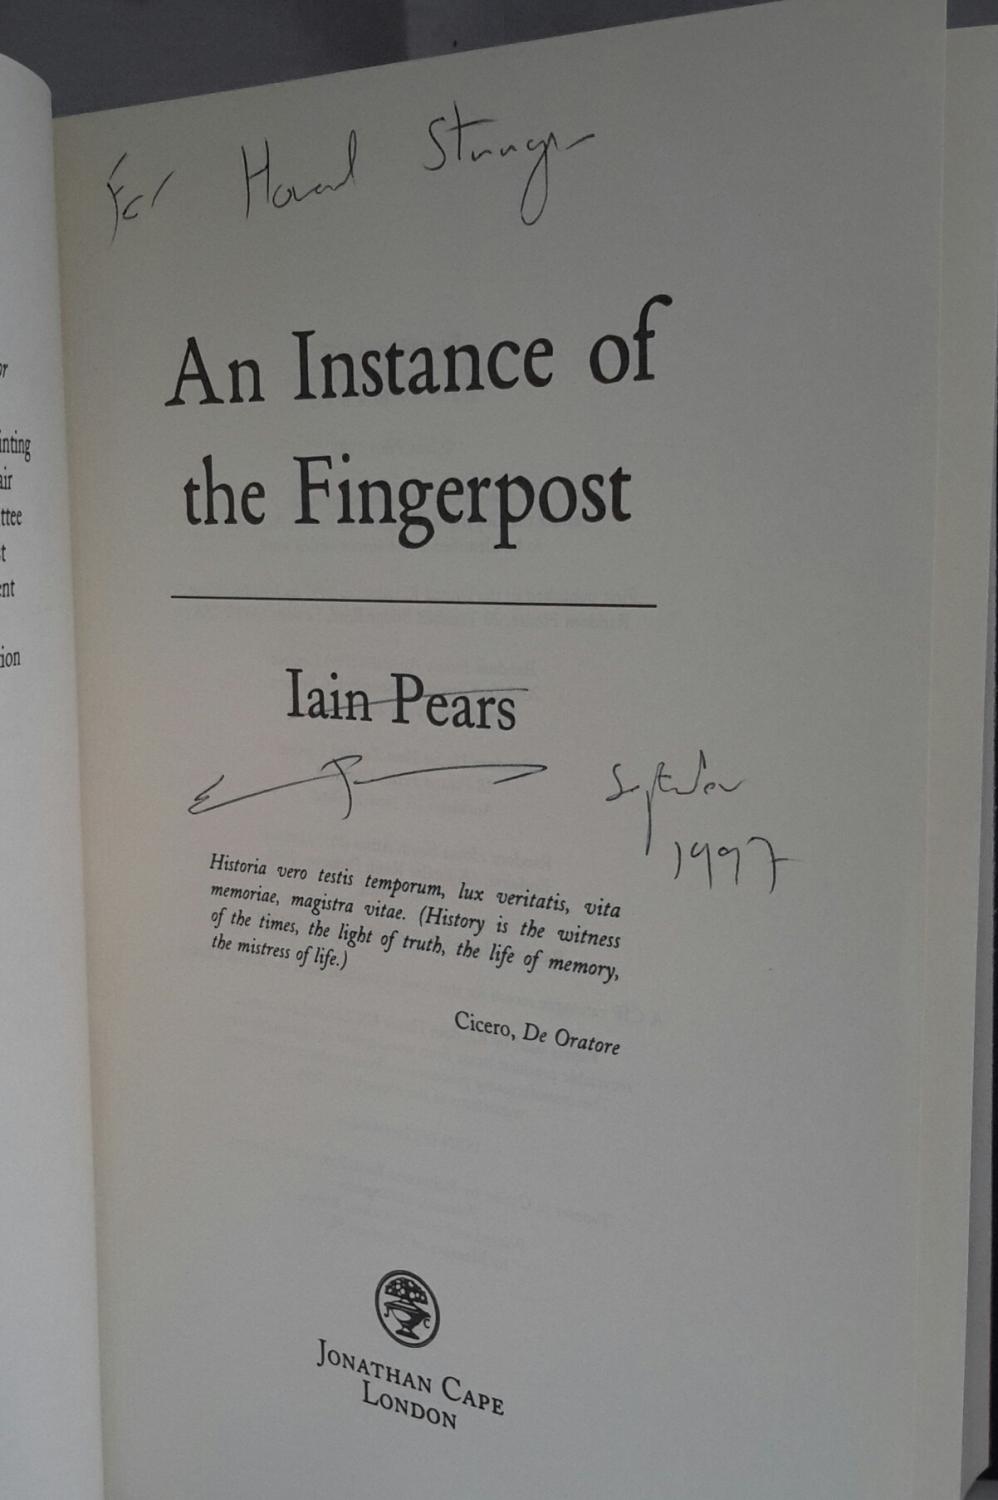 For Howard Stringer
An Instance of
the Fingerpost
Iain Pears
September
1997
Historia vero testis temporum, lux veritatis, vita
memoriae, magistra vitae. (History is the witness
of the times, the light of truth, the life of memory,
the mistress of life.)
Cicero, De Oratore
JONATHAN CAPE
LONDON